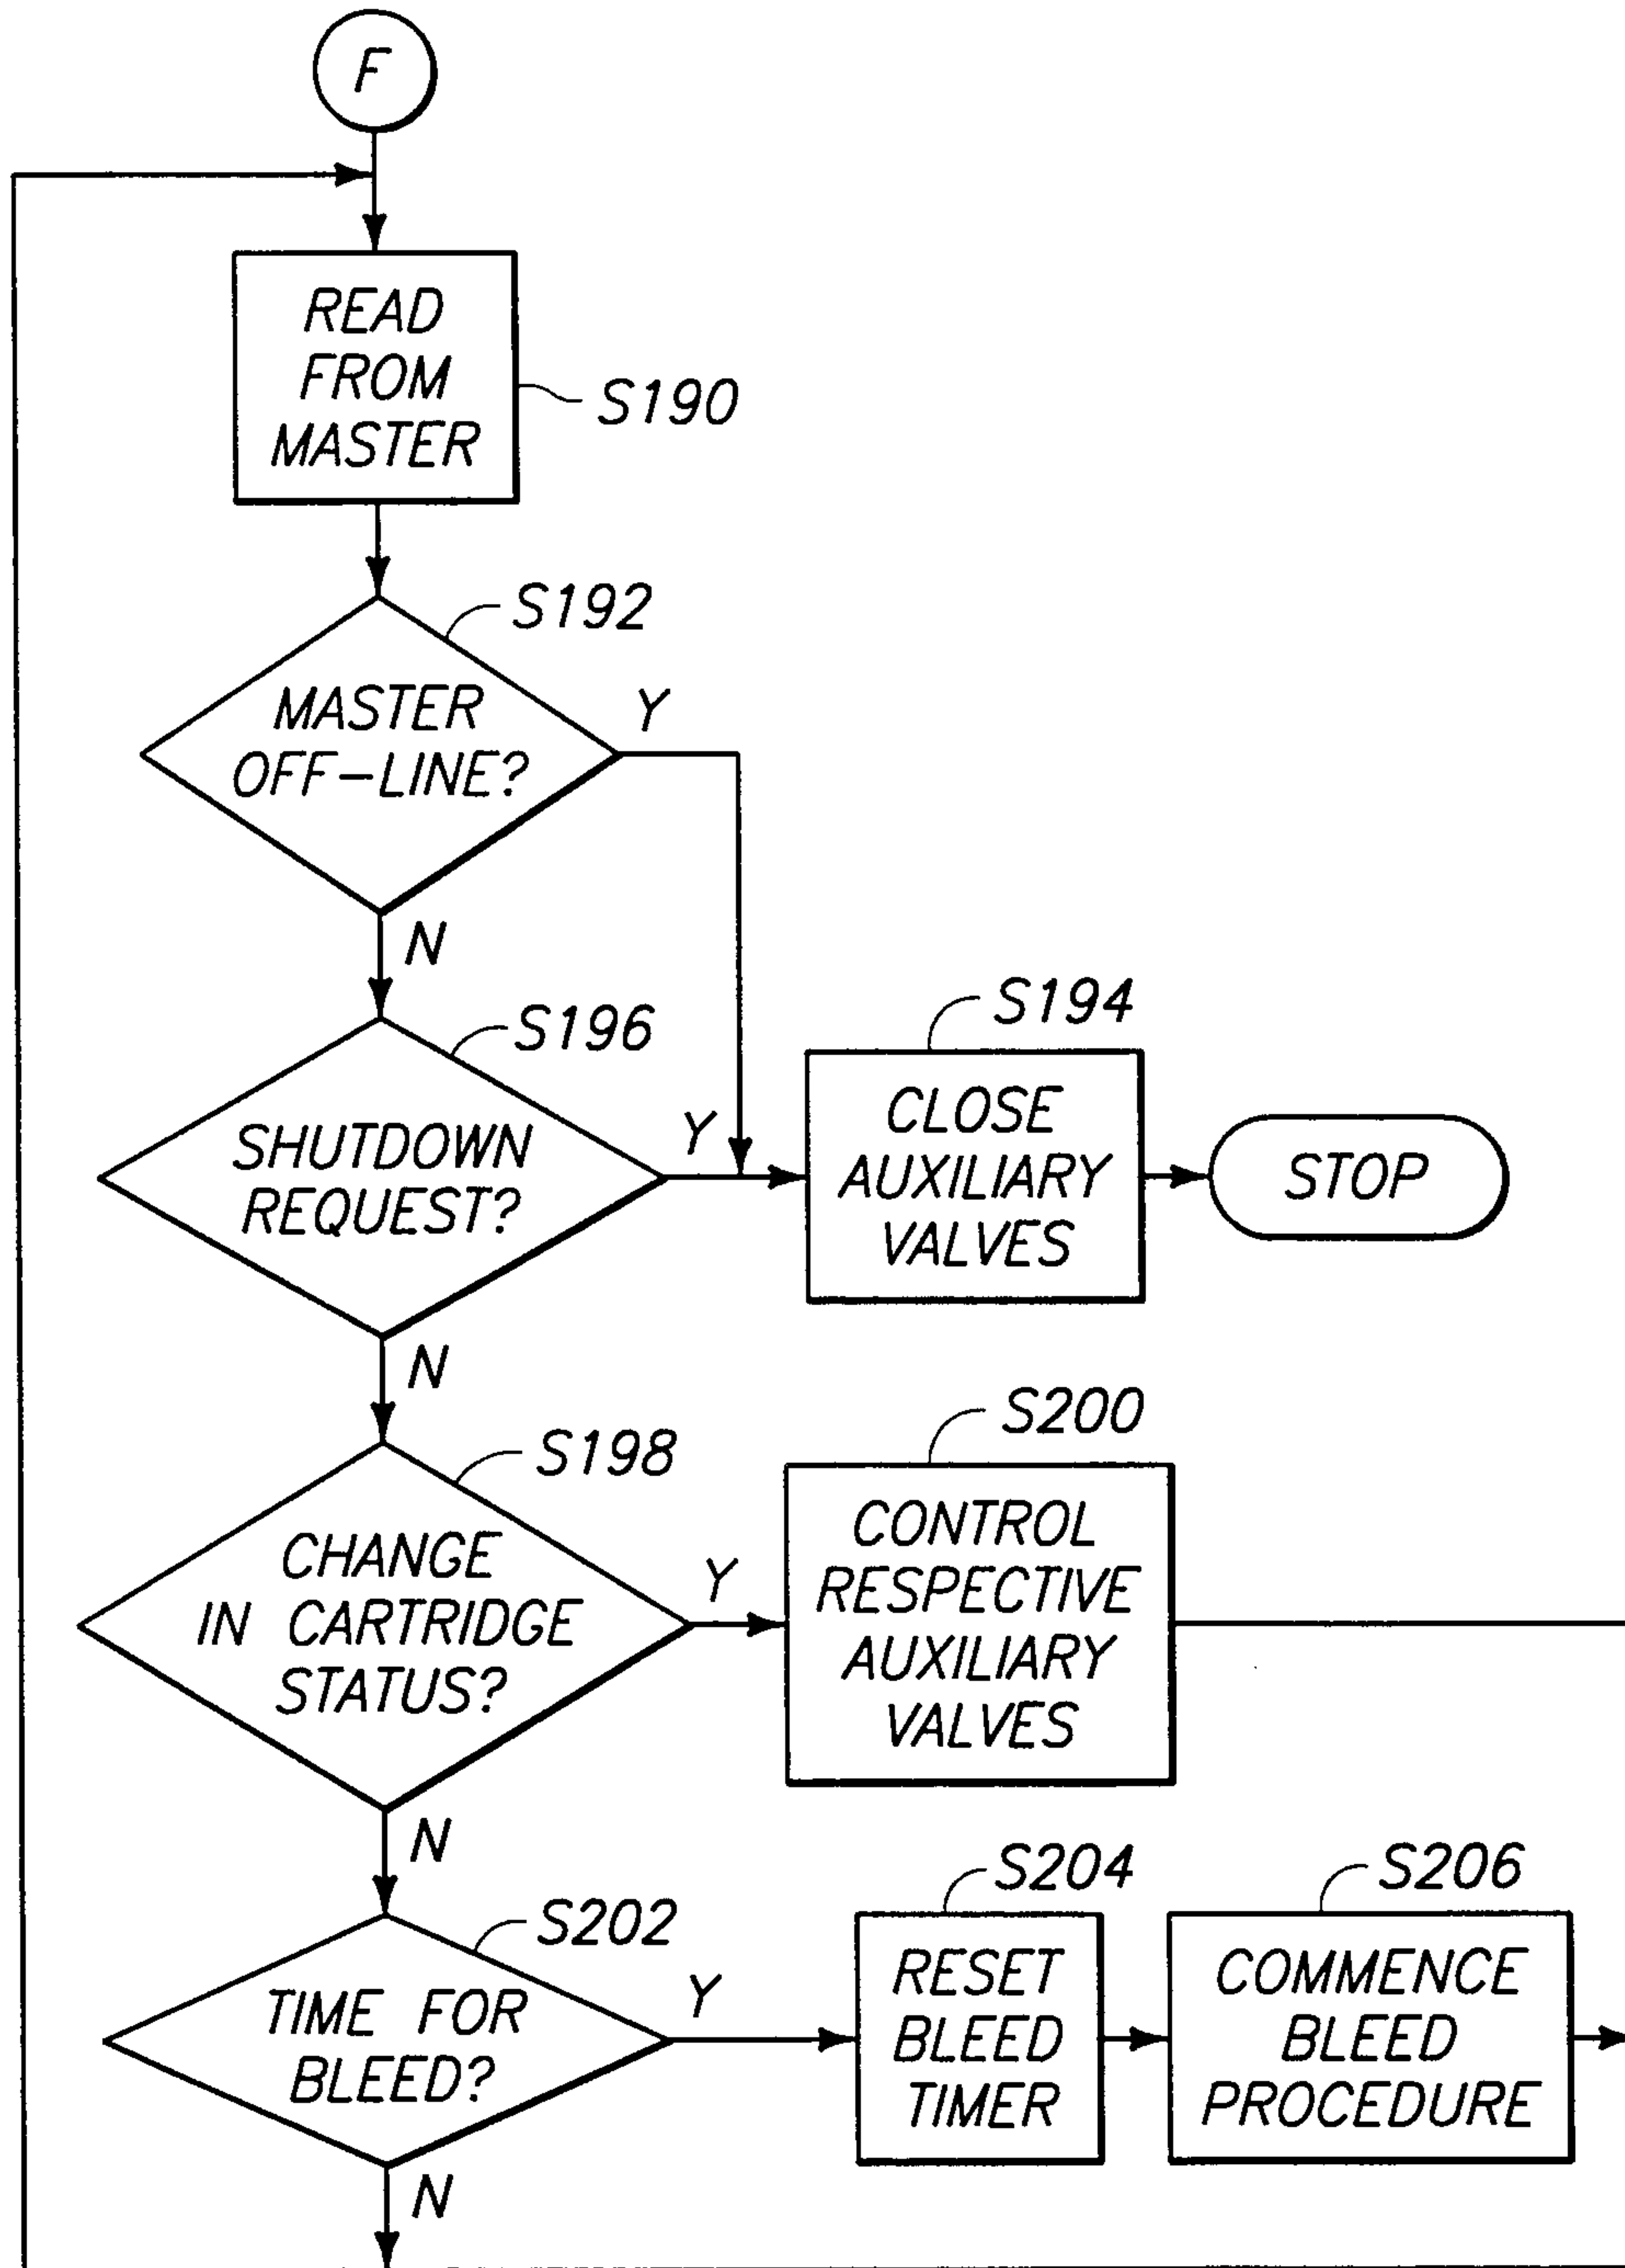 F
READ
FROM
MASTER
S190
S192
MASTER
OFF-LINE?
Y
N
S196
SHUTDOWN
REQUEST?
Y
S194
CLOSE
AUXILIARY
VALVES
STOP
N
S198
CHANGE
IN CARTRIDGE
STATUS?
Y
S200
CONTROL
RESPECTIVE
AUXILIARY
VALVES
N
S202
TIME FOR
BLEED?
Y
S204
RESET
BLEED
TIMER
S206
COMMENCE
BLEED
PROCEDURE
N